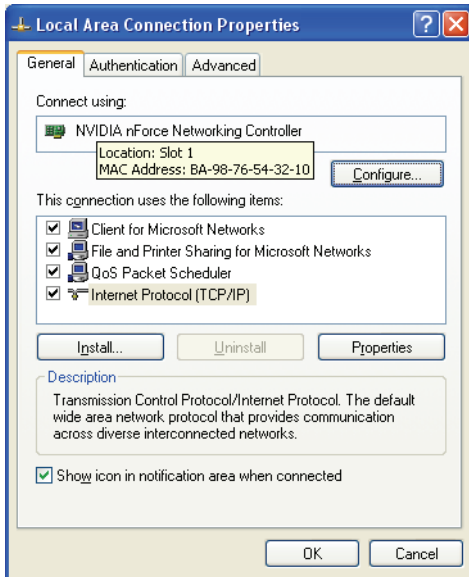 Local Area Connection Properties
General Authentication Advanced
Connect using:
NVIDIA nForce Networking Controller
Location: Slot 1
MAC Address: BA-98-76-54-32-10
Configure...
This connection uses the following items:
Client for Microsoft Networks
File and Printer Sharing for Microsoft Networks
QoS Packet Scheduler
Internet Protocol (TCP/IP)
Install... Uninstall Properties
Description
Transmission Control Protocol/Internet Protocol. The default
wide area network protocol that provides communication
across diverse interconnected networks.
Show icon in notification area when connected
OK Cancel